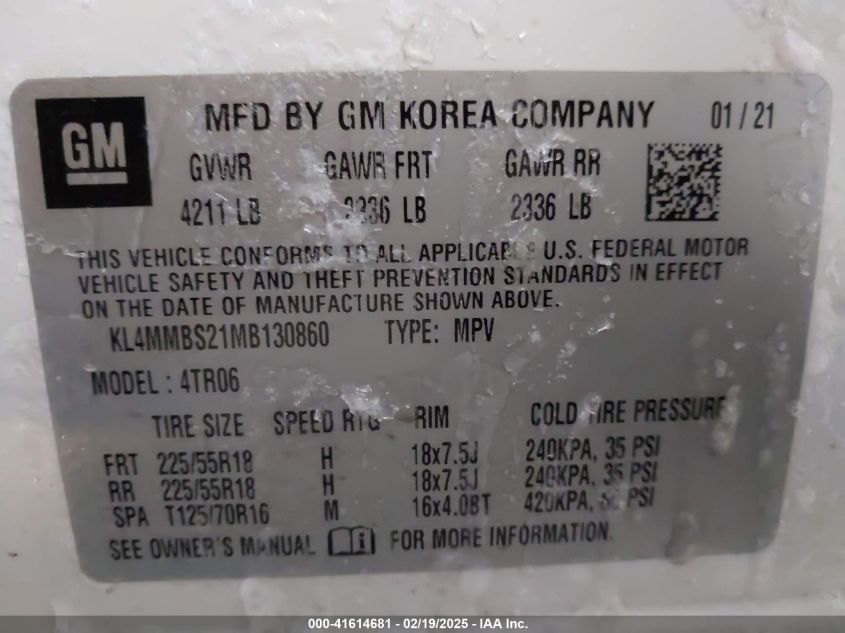 GM
MFD BY GM KOREA COMPANY 01 / 21
GVWR GAWR FRT GAWR RR
4211 LB 2336 LB 2336 LB
THIS VEHICLE CONFORMS TO ALL APPLICABLE U.S. FEDERAL MOTOR
VEHICLE SAFETY AND THEFT PREVENTION STANDARDS IN EFFECT
ON THE DATE OF MANUFACTURE SHOWN ABOVE.
KL4MMBS21MB130860 TYPE: MPV
MODEL : 4TR06
TIRE SIZE SPEED RTG RIM COLD TIRE PRESSURE
FRT 225/55R18 H 18x7.5J 240KPA, 35 PSI
RR 225/55R18 H 18x7.5J 240KPA, 35 PSI
SPA T125/70R16 M 16x4.0BT 420KPA, PSI
SEE OWNER'S MANUAL FOR MORE INFORMATION.
000-41614681 - 02/19/2025 - IAA Inc.